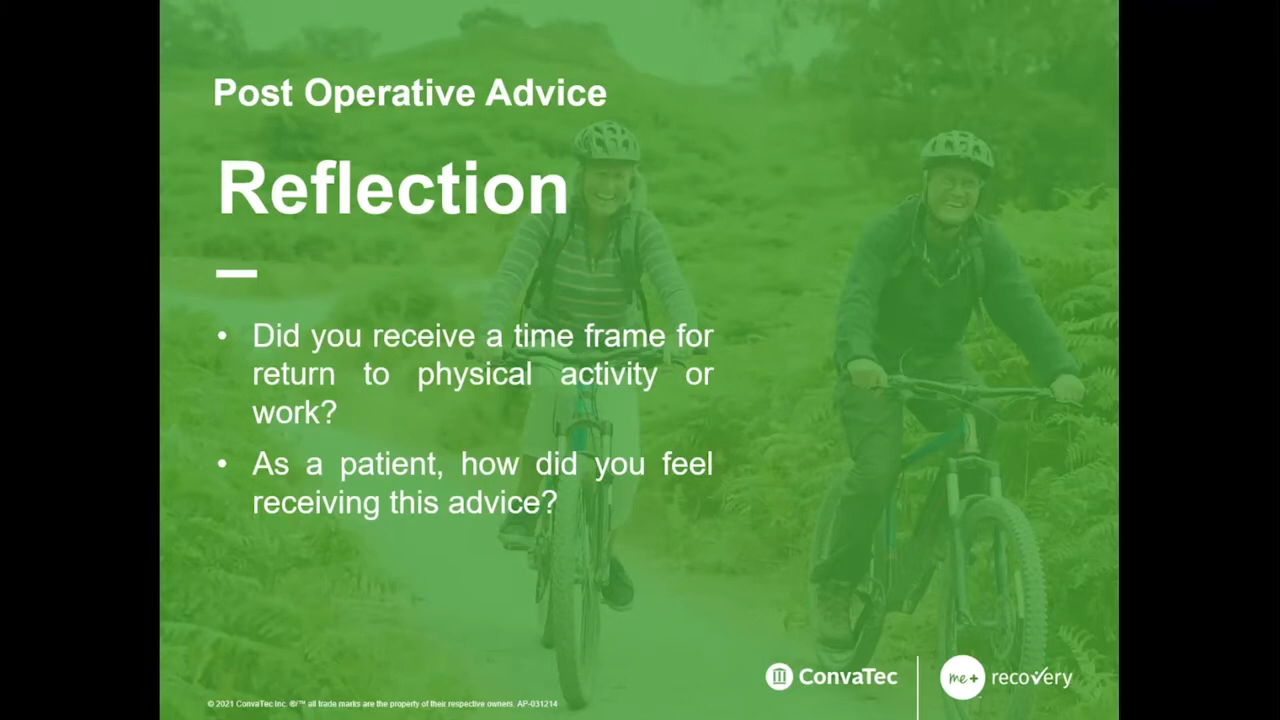 Post Operative Advice
Reflection
• Did you receive a time frame for
return to physical activity or
work?
• As a patient, how did you feel
receiving this advice?
ConvaTec
me+ recovery
© 2021 ConvaTec Inc. ®/™ all trade marks are the property of their respective owners. AP-031214